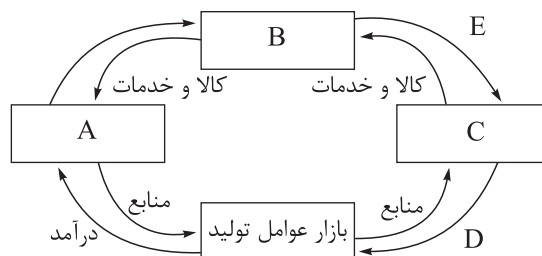 B
E
کالا و خدمات
کالا و خدمات
A
C
منابع
منابع
درآمد
بازار عوامل تولید
D